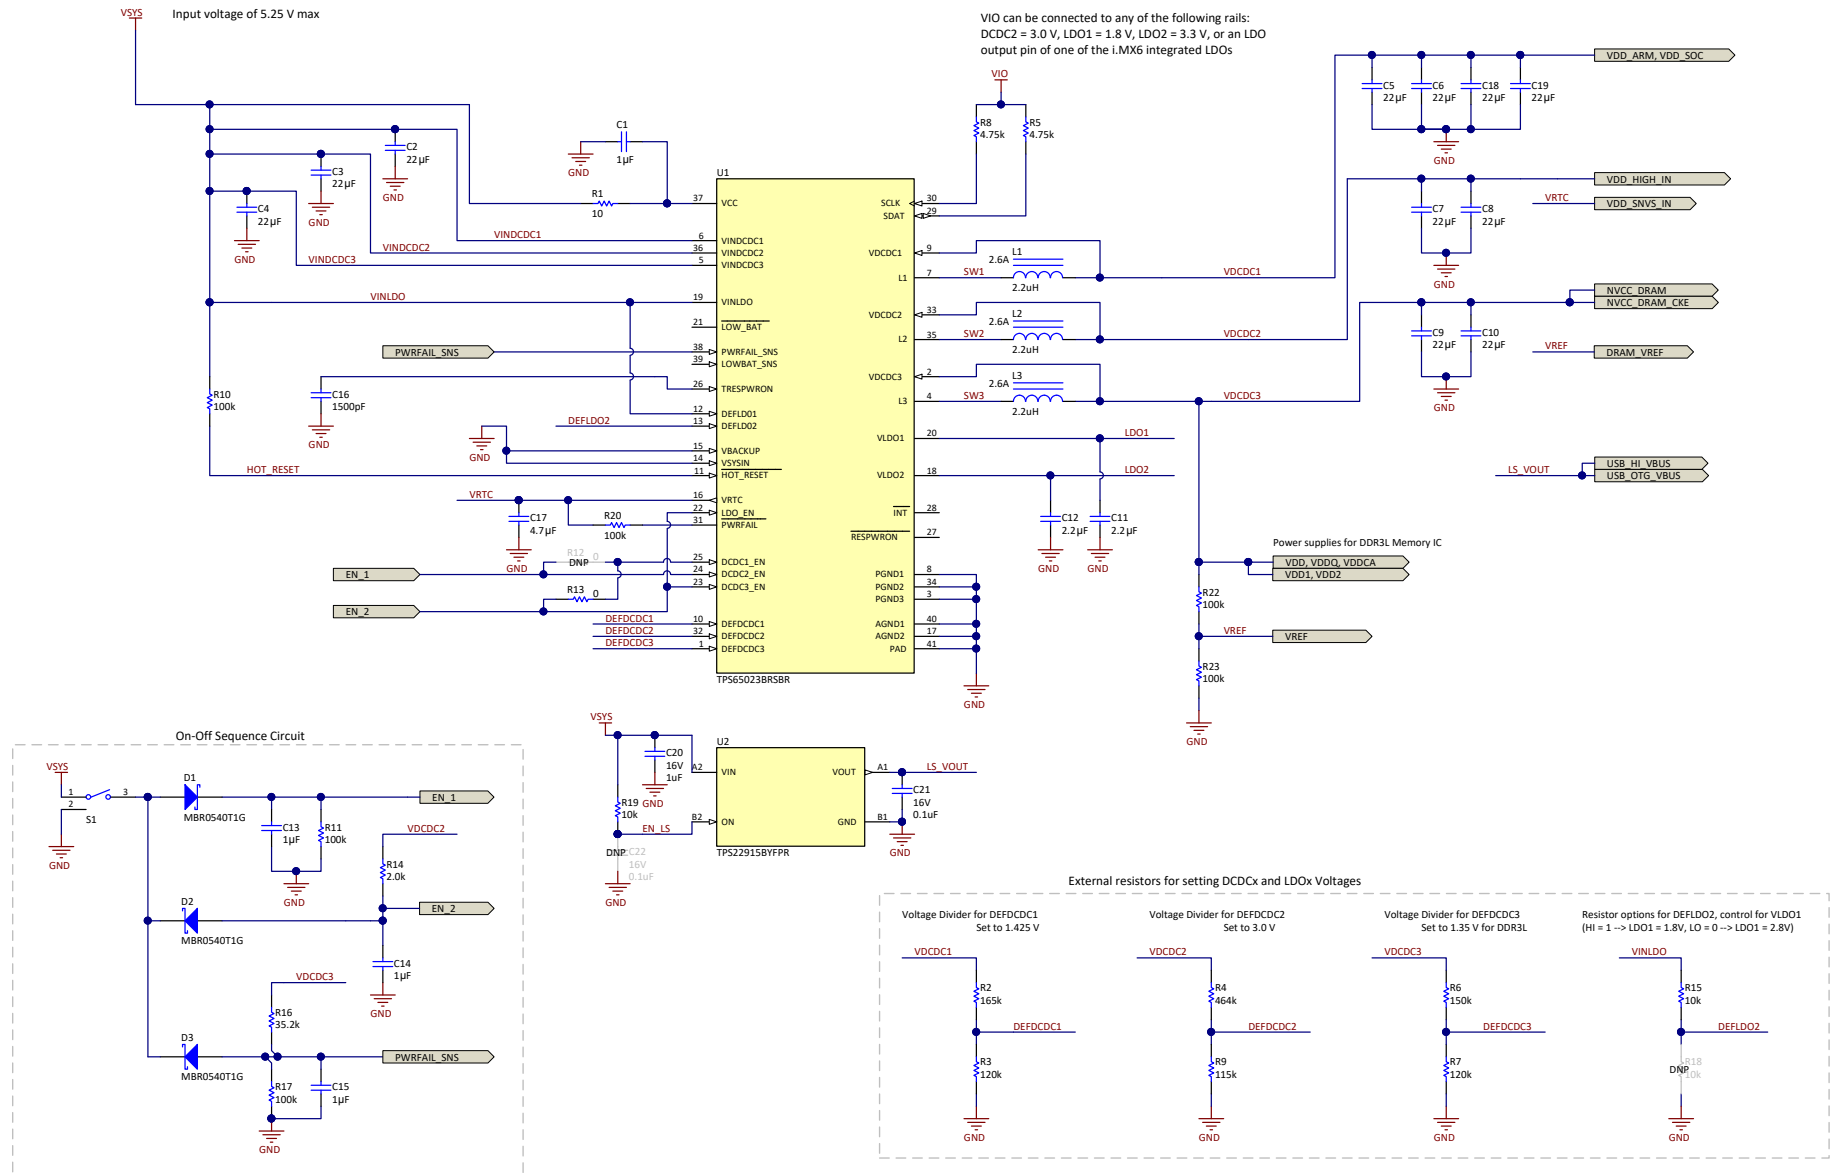 VSYS
Input voltage of 5.25 V max
VIO can be connected to any of the following rails:
DCDC2 = 3.0 V, LDO1 = 1.8 V, LDO2 = 3.3 V, or an LDO
output pin of one of the i.MX6 integrated LDOs
VIO
R8
4.75k
R5
4.75k
C5
22µF
C6
22µF
C18
22µF
C19
22µF
GND
VDD_ARM, VDD_SOC
C1
1µF
GND
C2
22µF
GND
C3
22µF
GND
C4
22µF
GND
R1
10
VINDCDC1
VINDCDC2
VINDCDC3
VINLDO
PWRFAIL_SNS
R10
100k
C16
1500pF
GND
DEFLDO2
GND
HOT_RESET
VRTC
C17
4.7µF
GND
R20
100k
R12
0
DNP
EN_1
R13
0
EN_2
DEFDCDC1
DEFDCDC2
DEFDCDC3
U1
37
VCC
6
VINDCDC1
36
VINDCDC2
5
VINDCDC3
19
VINLDO
21
LOW_BAT
38
PWRFAIL_SNS
39
LOWBAT_SNS
26
TRESPWRON
12
DEFLD01
13
DEFLD02
15
VBACKUP
14
VSYSIN
11
HOT_RESET
16
VRTC
22
LDO_EN
31
PWRFAIL
25
DCDC1_EN
24
DCDC2_EN
23
DCDC3_EN
10
DEFDCDC1
32
DEFDCDC2
1
DEFDCDC3
SCLK
30
SDAT
29
VDCDC1
9
L1
7
VDCDC2
33
L2
35
VDCDC3
2
L3
4
VLDO1
20
VLDO2
18
INT
28
RESPWRON
27
PGND1
8
PGND2
34
PGND3
3
AGND1
40
AGND2
17
PAD
41
TPS65023BRSBR
GND
L1
2.6A
SW1
2.2uH
VDCDC1
L2
2.6A
SW2
2.2uH
VDCDC2
L3
2.6A
SW3
2.2uH
VDCDC3
LDO1
LDO2
C12
2.2µF
GND
C11
2.2µF
GND
VDD_HIGH_IN
C7
22µF
C8
22µF
GND
VRTC
VDD_SNVS_IN
NVCC_DRAM
NVCC_DRAM_CKE
C9
22µF
C10
22µF
GND
VREF
DRAM_VREF
LS_VOUT
USB_HI_VBUS
USB_OTG_VBUS
Power supplies for DDR3L Memory IC
VDD, VDDQ, VDDCA
VDD1, VDD2
R22
100k
VREF
VREF
R23
100k
GND
On-Off Sequence Circuit
VSYS
1
2
3
S1
GND
D1
MBR0540T1G
C13
1µF
R11
100k
GND
EN_1
VDCDC2
R14
2.0k
EN_2
D2
MBR0540T1G
C14
1µF
GND
VDCDC3
R16
35.2k
D3
MBR0540T1G
PWRFAIL_SNS
R17
100k
C15
1µF
GND
VSYS
C20
16V
1uF
GND
R19
10k
EN_LS
DNP
C22
16V
0.1uF
GND
U2
A2
VIN
B2
ON
VOUT
A1
GND
B1
TPS22915BYFPR
LS_VOUT
C21
16V
0.1uF
GND
External resistors for setting DCDCx and LDOx Voltages
Voltage Divider for DEFDCDC1
Set to 1.425 V
VDCDC1
R2
165k
DEFDCDC1
R3
120k
GND
Voltage Divider for DEFDCDC2
Set to 3.0 V
VDCDC2
R4
464k
DEFDCDC2
R9
115k
GND
Voltage Divider for DEFDCDC3
Set to 1.35 V for DDR3L
VDCDC3
R6
150k
DEFDCDC3
R7
120k
GND
Resistor options for DEFLDO2, control for VLDO1
(HI = 1 --> LDO1 = 1.8V, LO = 0 --> LDO1 = 2.8V)
VINLDO
R15
10k
DEFLDO2
R18
10k
DNP
GND